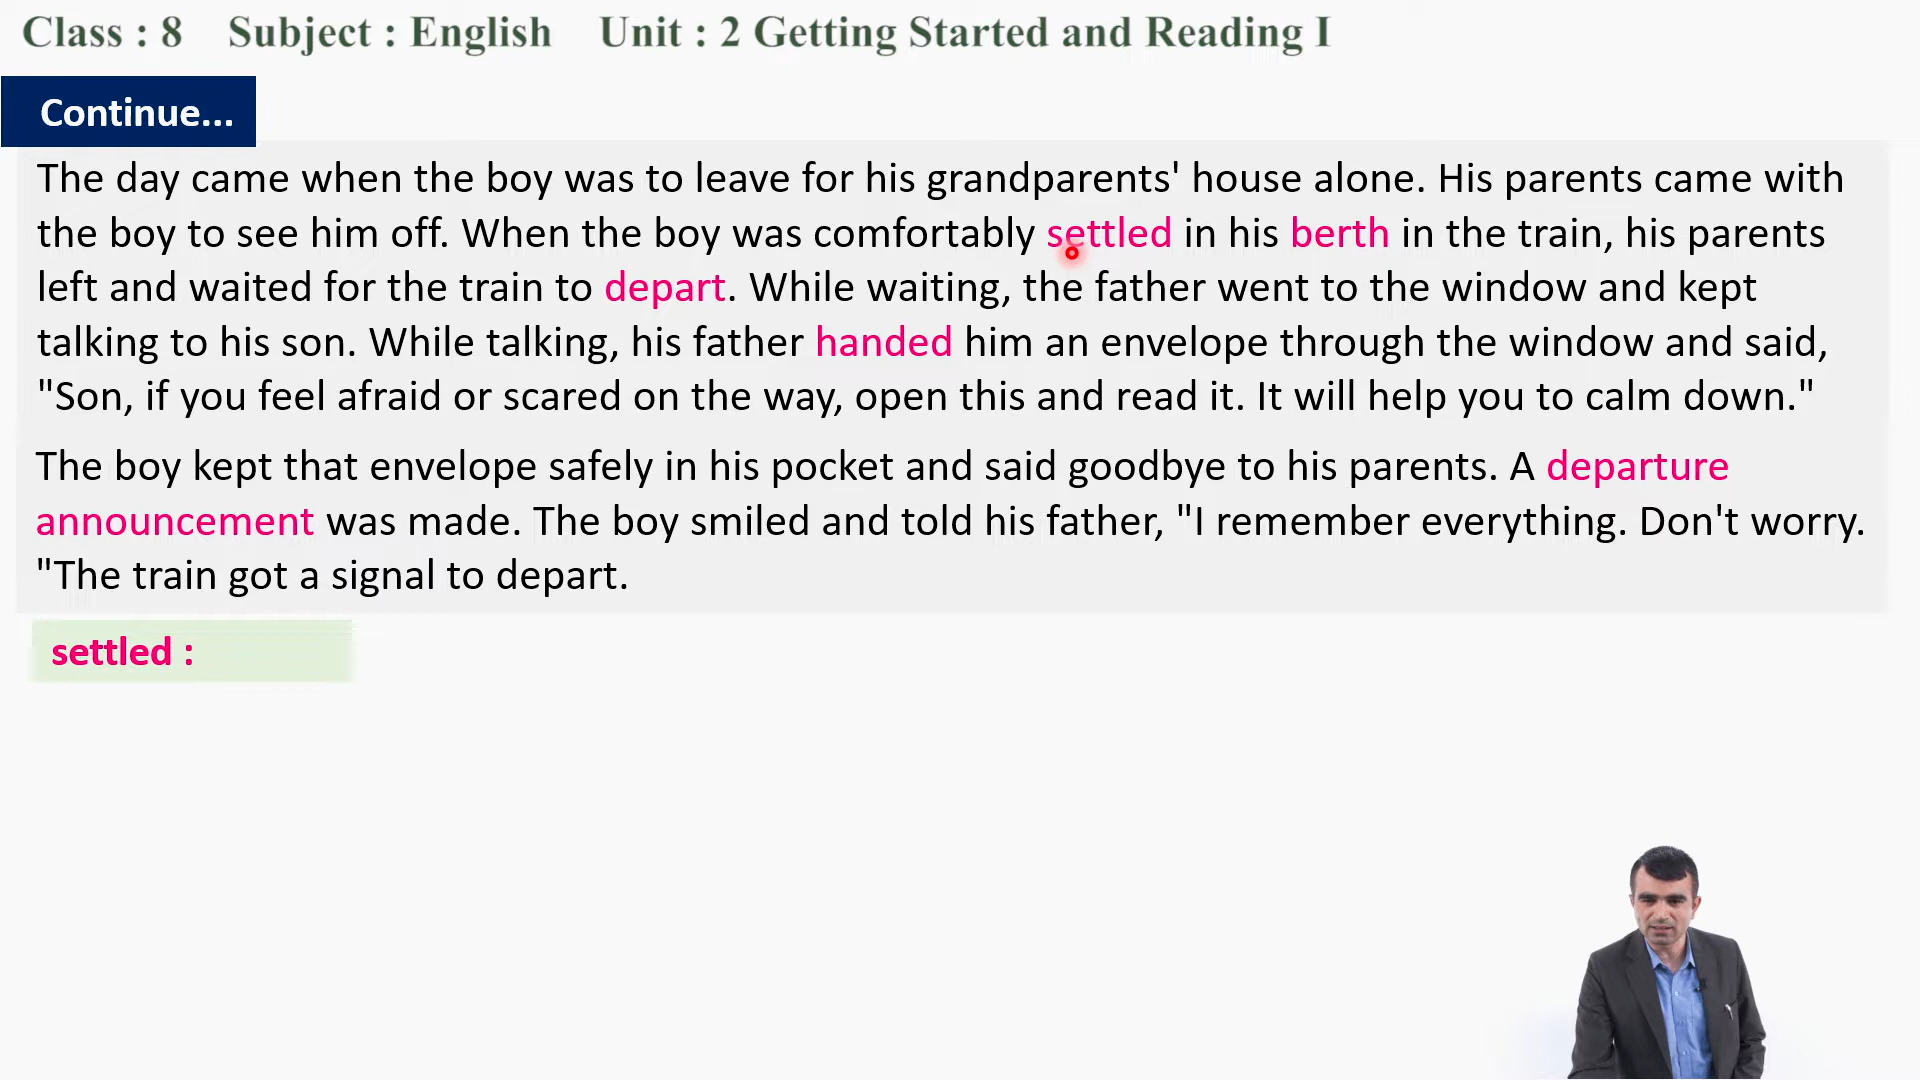 Class : 8 Subject : English Unit : 2 Getting Started and Reading I
Continue...
The day came when the boy was to leave for his grandparents' house alone. His parents came with
the boy to see him off. When the boy was comfortably settled in his berth in the train, his parents
left and waited for the train to depart. While waiting, the father went to the window and kept
talking to his son. While talking, his father handed him an envelope through the window and said,
"Son, if you feel afraid or scared on the way, open this and read it. It will help you to calm down."
The boy kept that envelope safely in his pocket and said goodbye to his parents. A departure
announcement was made. The boy smiled and told his father, "I remember everything. Don't worry.
"The train got a signal to depart.
settled :